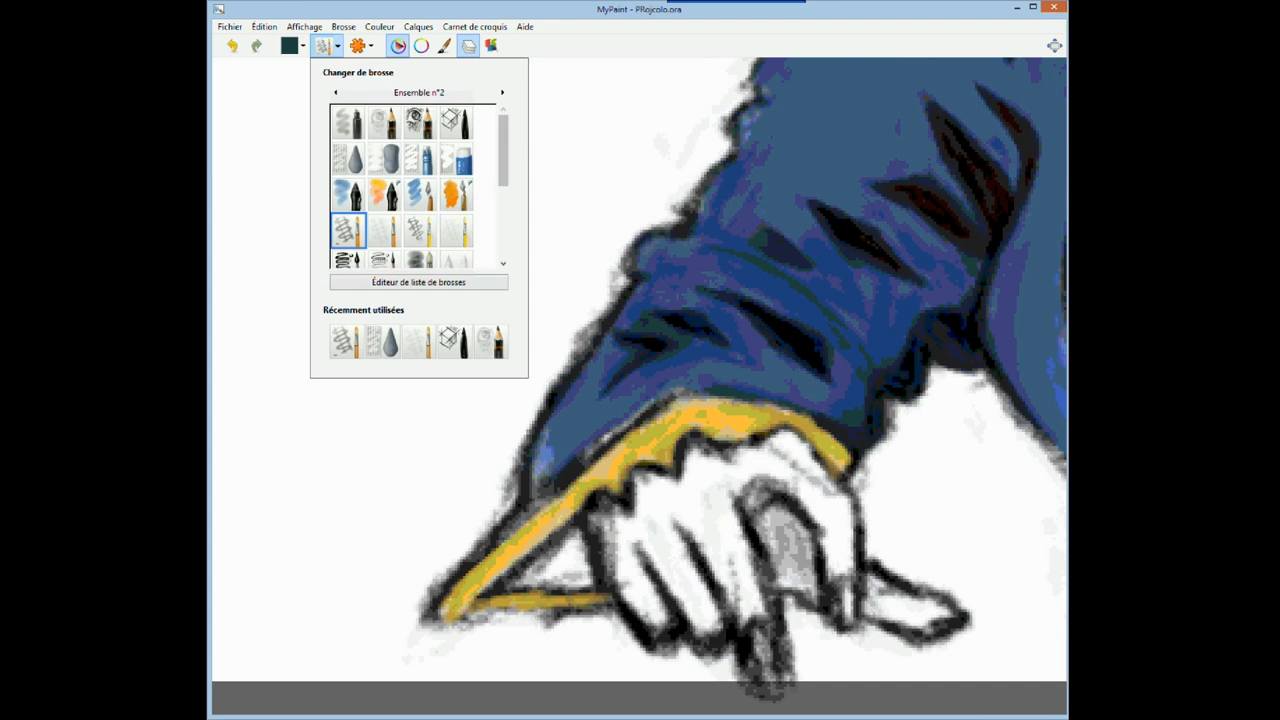 MyPaint - PRojcolo.ora
Fichier Édition Affichage Brosse Couleur Calques Carnet de croquis Aide
Changer de brosse
Ensemble n°2
Éditeur de liste de brosses
Récemment utilisées